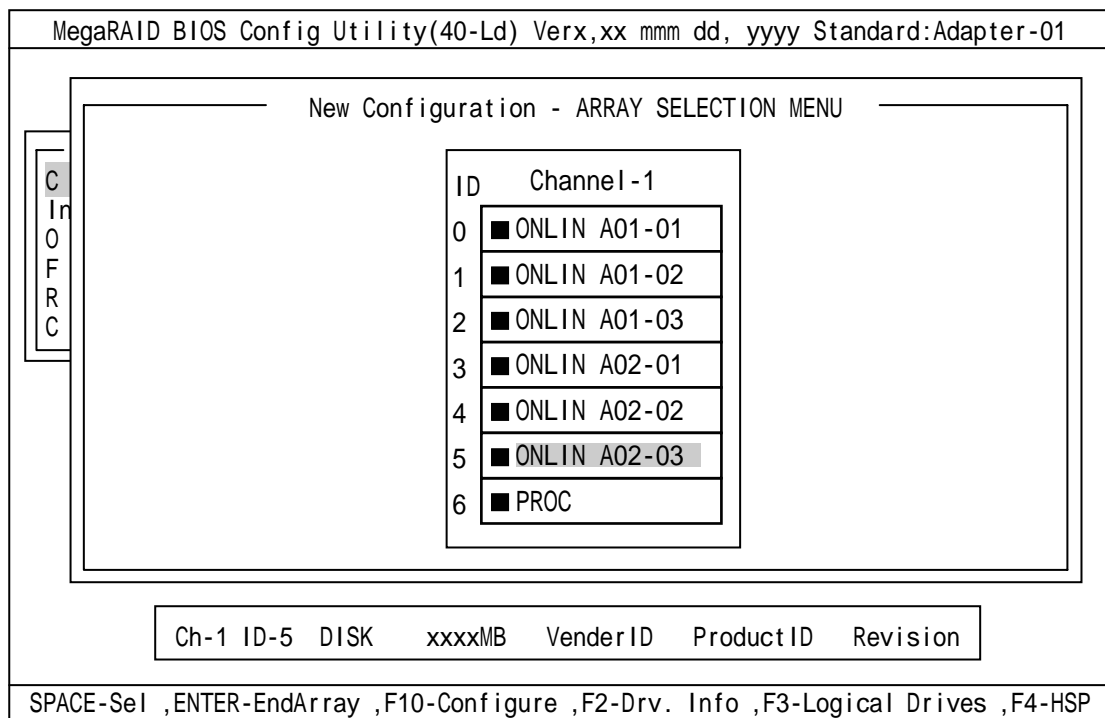 MegaRAID BIOS Config Utility(40-Ld) Verx,xx mmm dd, yyyy Standard:Adapter-01
New Configuration - ARRAY SELECTION MENU
C
In
O
F
R
C
ID Channel-1
0 ■ONLIN A01-01
1 ■ONLIN A01-02
2 ■ONLIN A01-03
3 ■ONLIN A02-01
4 ■ONLIN A02-02
5 ■ONLIN A02-03
6 ■PROC
Ch-1 ID-5 DISK xxxxMB VenderID ProductID Revision
SPACE-Sel ,ENTER-EndArray ,F10-Configure ,F2-Drv. Info ,F3-Logical Drives ,F4-HSP